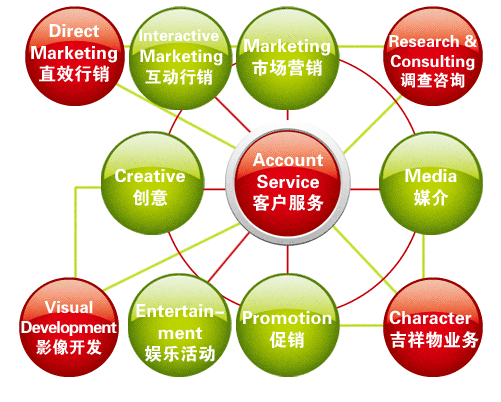 Direct
Marketing
直效行销
Interactive
Marketing
互动行销
Marketing
市场营销
Research &
Consulting
调查咨询
Creative
创意
Account
Service
客户服务
Media
媒介
Visual
Development
影像开发
Entertain–
ment
娱乐活动
Promotion
促销
Character
吉祥物业务